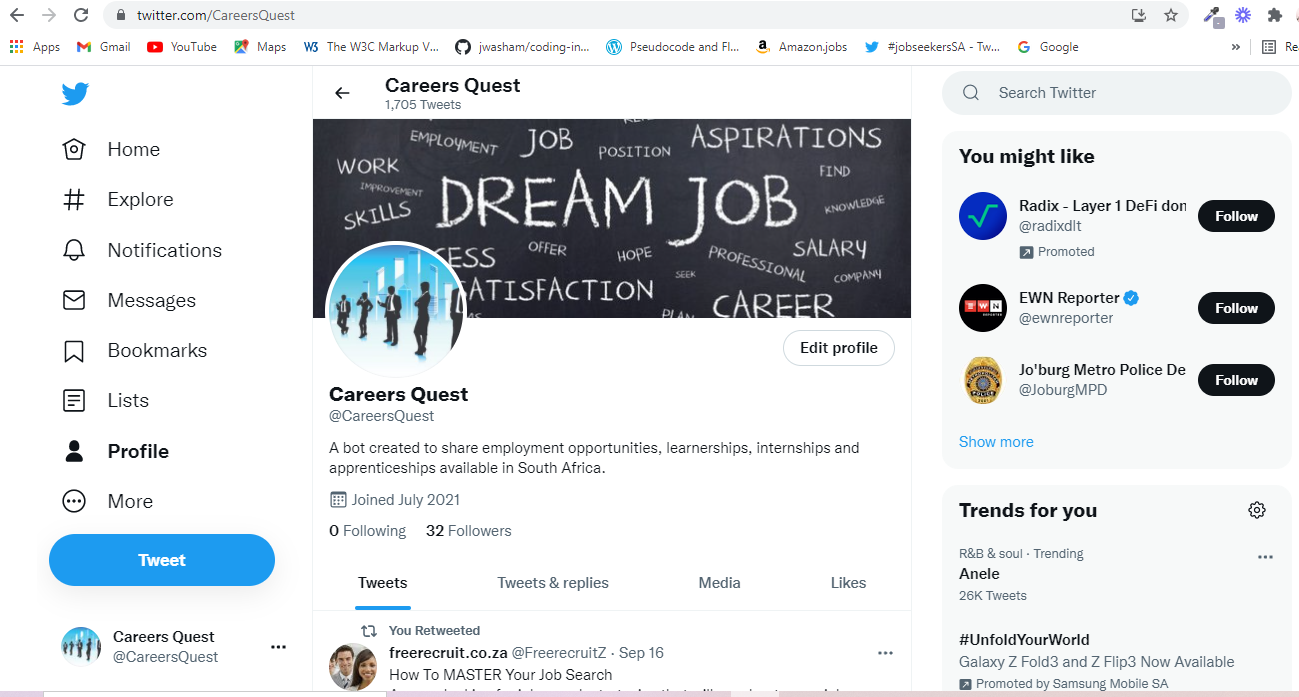 twitter.com/CareersQuest
Apps
Gmail
YouTube
Maps
The W3C Markup V...
jwasham/coding-in...
Pseudocode and Fl...
Amazon.jobs
#jobseekersSA - Tw...
Google
»
Re
Home
Explore
Notifications
Messages
Bookmarks
Lists
Profile
More
Tweet
Careers Quest
@CareersQuest
Careers Quest
1,705 Tweets
EMPLOYMENT
JOB
POSITION
ASPIRATIONS
WORK
IMPROVEMENT
FIND
SKILLS
DREAM JOB
KNOWLEDGE
ESS
OFFER
HOPE
PROFESSIONAL
SALARY
SEEK
COMPANY
ATISFACTION
CAREER
PLAN
Edit profile
Careers Quest
@CareersQuest
A bot created to share employment opportunities, learnerships, internships and
apprenticeships available in South Africa.
Joined July 2021
0 Following 32 Followers
Tweets
Tweets & replies
Media
Likes
You Retweeted
freerecruit.co.za @FreerecruitZ · Sep 16
How To MASTER Your Job Search
Search Twitter
You might like
Radix - Layer 1 DeFi don
@radixdlt
Promoted
Follow
EWN
REPORTER
EWN Reporter
@ewnreporter
Follow
Jo'burg Metro Police De
@JoburgMPD
Follow
Show more
Trends for you
R&B & soul · Trending
Anele
26K Tweets
#UnfoldYourWorld
Galaxy Z Fold3 and Z Flip3 Now Available
Promoted by Samsung Mobile SA